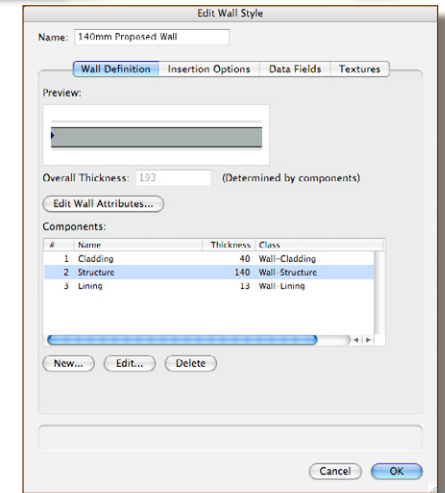 Edit Wall Style
Name: 140mm Proposed Wall
Wall Definition Insertion Options Data Fields Textures
Preview:
Overall Thickness: 193 (Determined by components)
Edit Wall Attributes...
Components:
# Name Thickness Class
1 Cladding 40 Wall-Cladding
2 Structure 140 Wall-Structure
3 Lining 13 Wall-Lining
New... Edit... Delete
Cancel OK